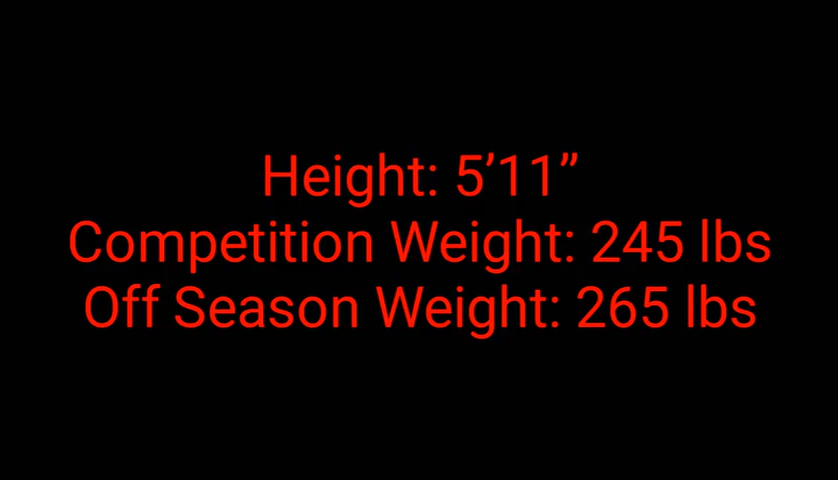 Height: 5’11”
Competition Weight: 245 lbs
Off Season Weight: 265 lbs